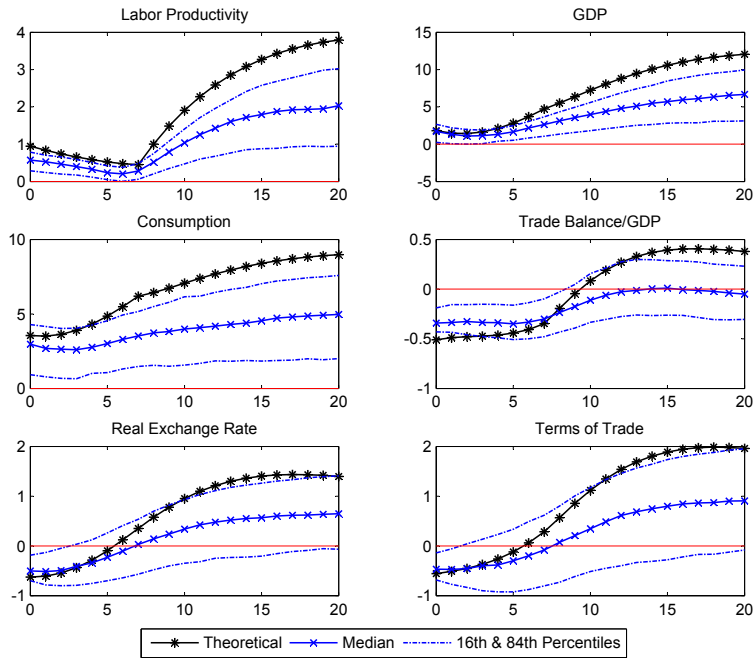 Labor Productivity
4
3
2
1
0
0 5 10 15 20
GDP
15
10
5
0
-5
0 5 10 15 20
Consumption
10
5
0
0 5 10 15 20
Trade Balance/GDP
0.5
0
-0.5
-1
0 5 10 15 20
Real Exchange Rate
2
1
0
-1
0 5 10 15 20
Terms of Trade
2
1
0
-1
0 5 10 15 20
Theoretical Median 16th & 84th Percentiles